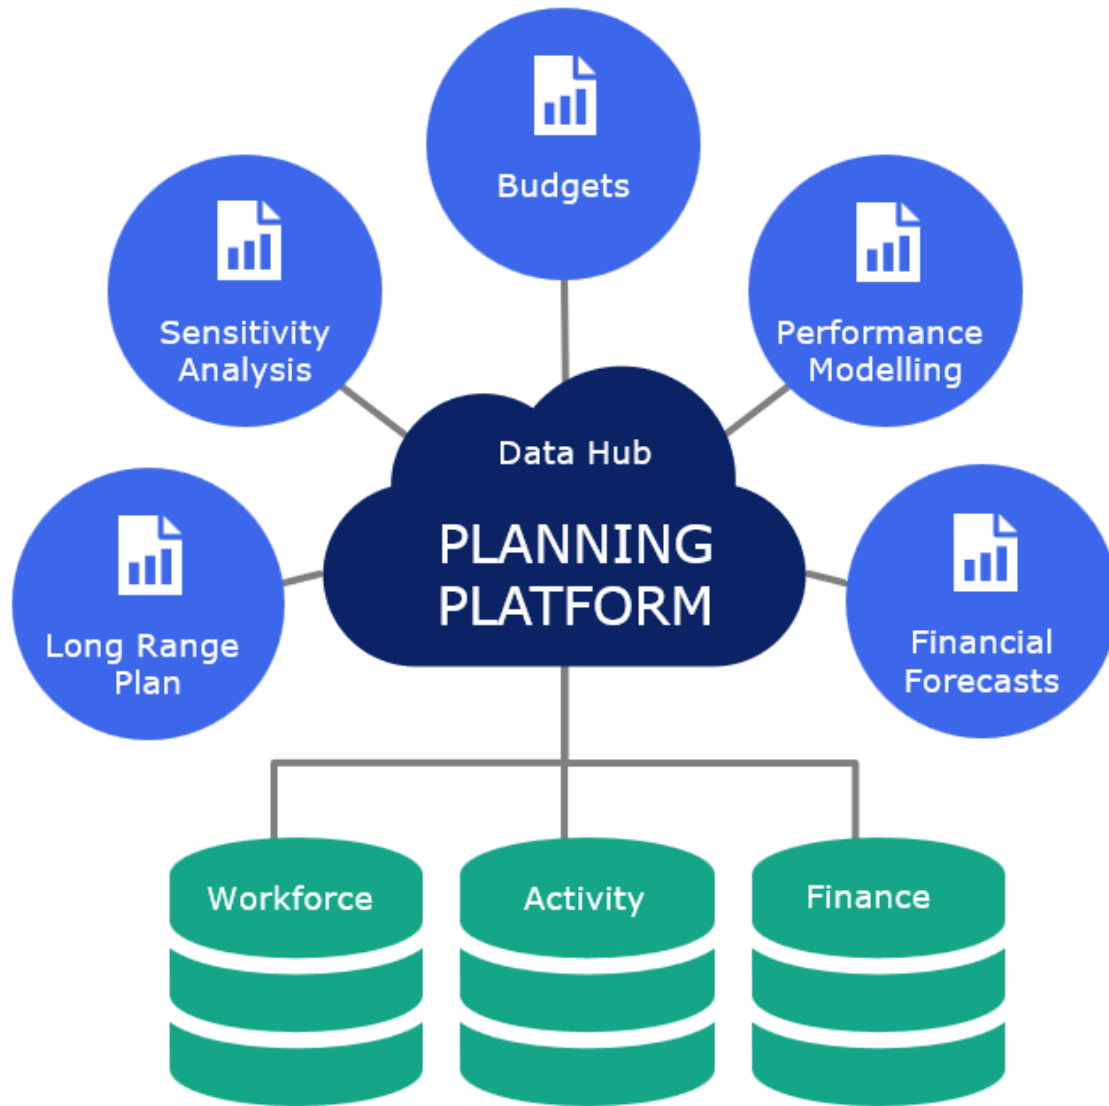 Budgets
Sensitivity
Analysis
Performance
Modelling
Data Hub
PLANNING
PLATFORM
Long Range
Plan
Financial
Forecasts
Workforce
Activity
Finance